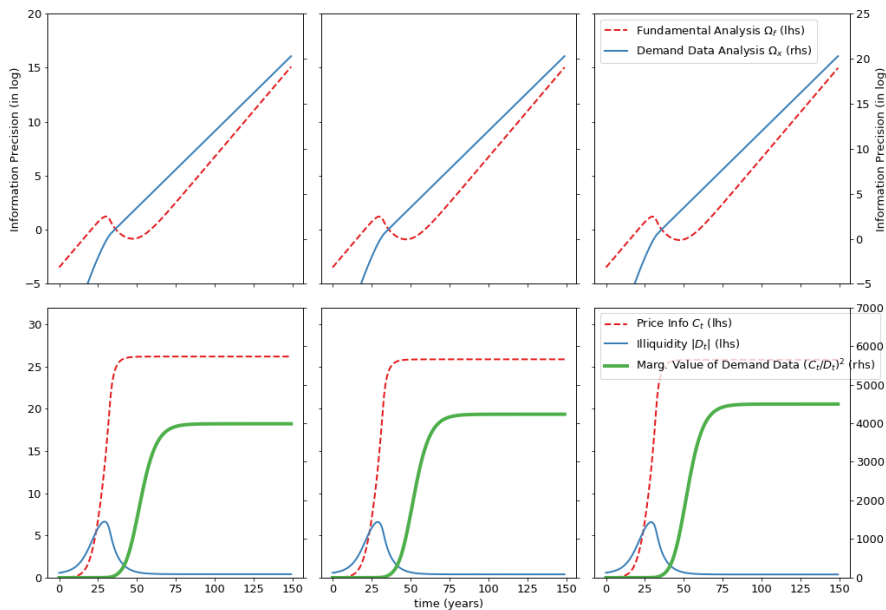 20
15
10
5
0
−5
Information Precision (in log)
Fundamental Analysis Ωf (lhs)
Demand Data Analysis Ωx (rhs)
25
20
15
10
5
0
−5
Information Precision (in log)
30
25
20
15
10
5
0
0 25 50 75 100 125 150
0 25 50 75 100 125 150
time (years)
Price Info Ct (lhs)
Illiquidity |Dt| (lhs)
Marg. Value of Demand Data (Ct/Dt)² (rhs)
0 25 50 75 100 125 150
7000
6000
5000
4000
3000
2000
1000
0